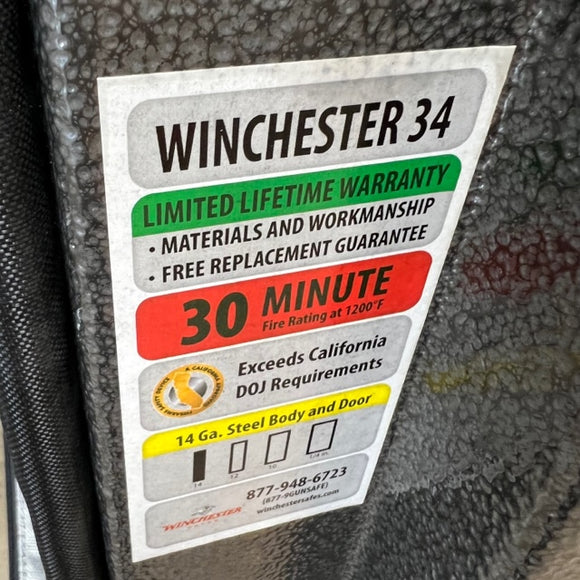 WINCHESTER 34
LIMITED LIFETIME WARRANTY
• MATERIALS AND WORKMANSHIP
• FREE REPLACEMENT GUARANTEE
30 MINUTE
Fire Rating at 1200°F
Exceeds California
DOJ Requirements
14 Ga. Steel Body and Door
14 12 10 1/4 in.
877-948-6723
(877-9GUNSAFE)
winchestersafes.com
WINCHESTER